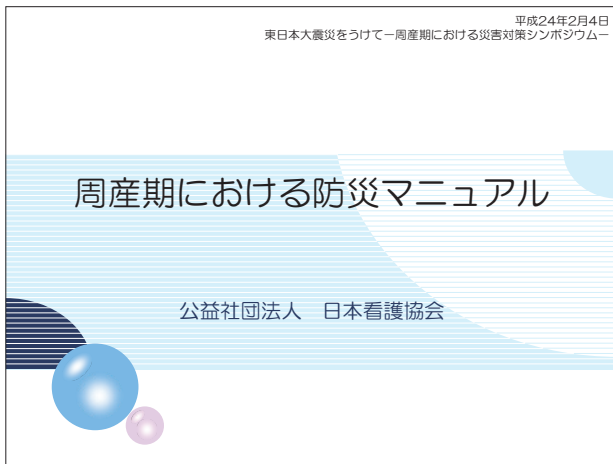 平成24年2月4日
東日本大震災をうけてー周産期における災害対策シンポジウムー
周産期における防災マニュアル
公益社団法人　日本看護協会